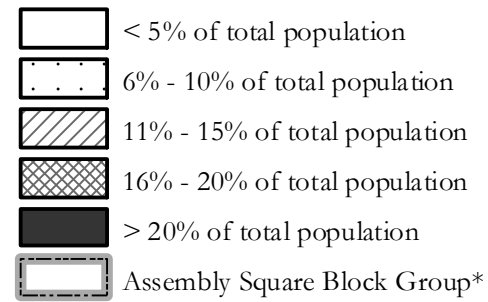 < 5% of total population
6% - 10% of total population
11% - 15% of total population
16% - 20% of total population
> 20% of total population
Assembly Square Block Group*